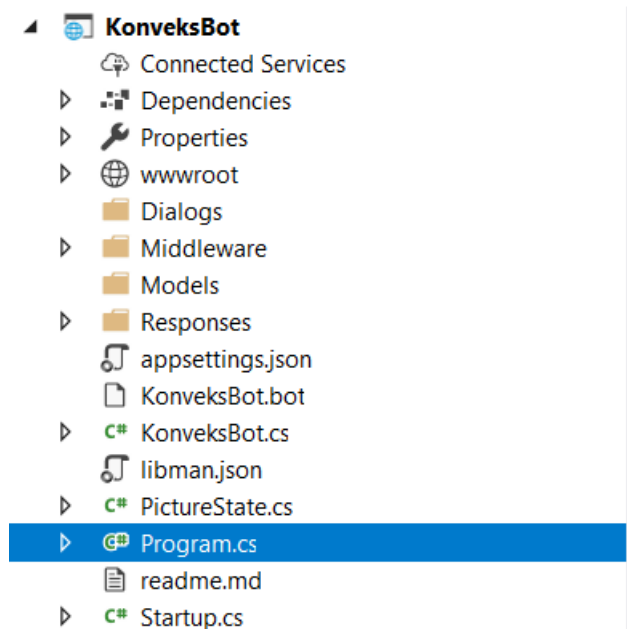 KonveksBot
Connected Services
Dependencies
Properties
wwwroot
Dialogs
Middleware
Models
Responses
appsettings.json
KonveksBot.bot
C# KonveksBot.cs
libman.json
C# PictureState.cs
C# Program.cs
readme.md
C# Startup.cs